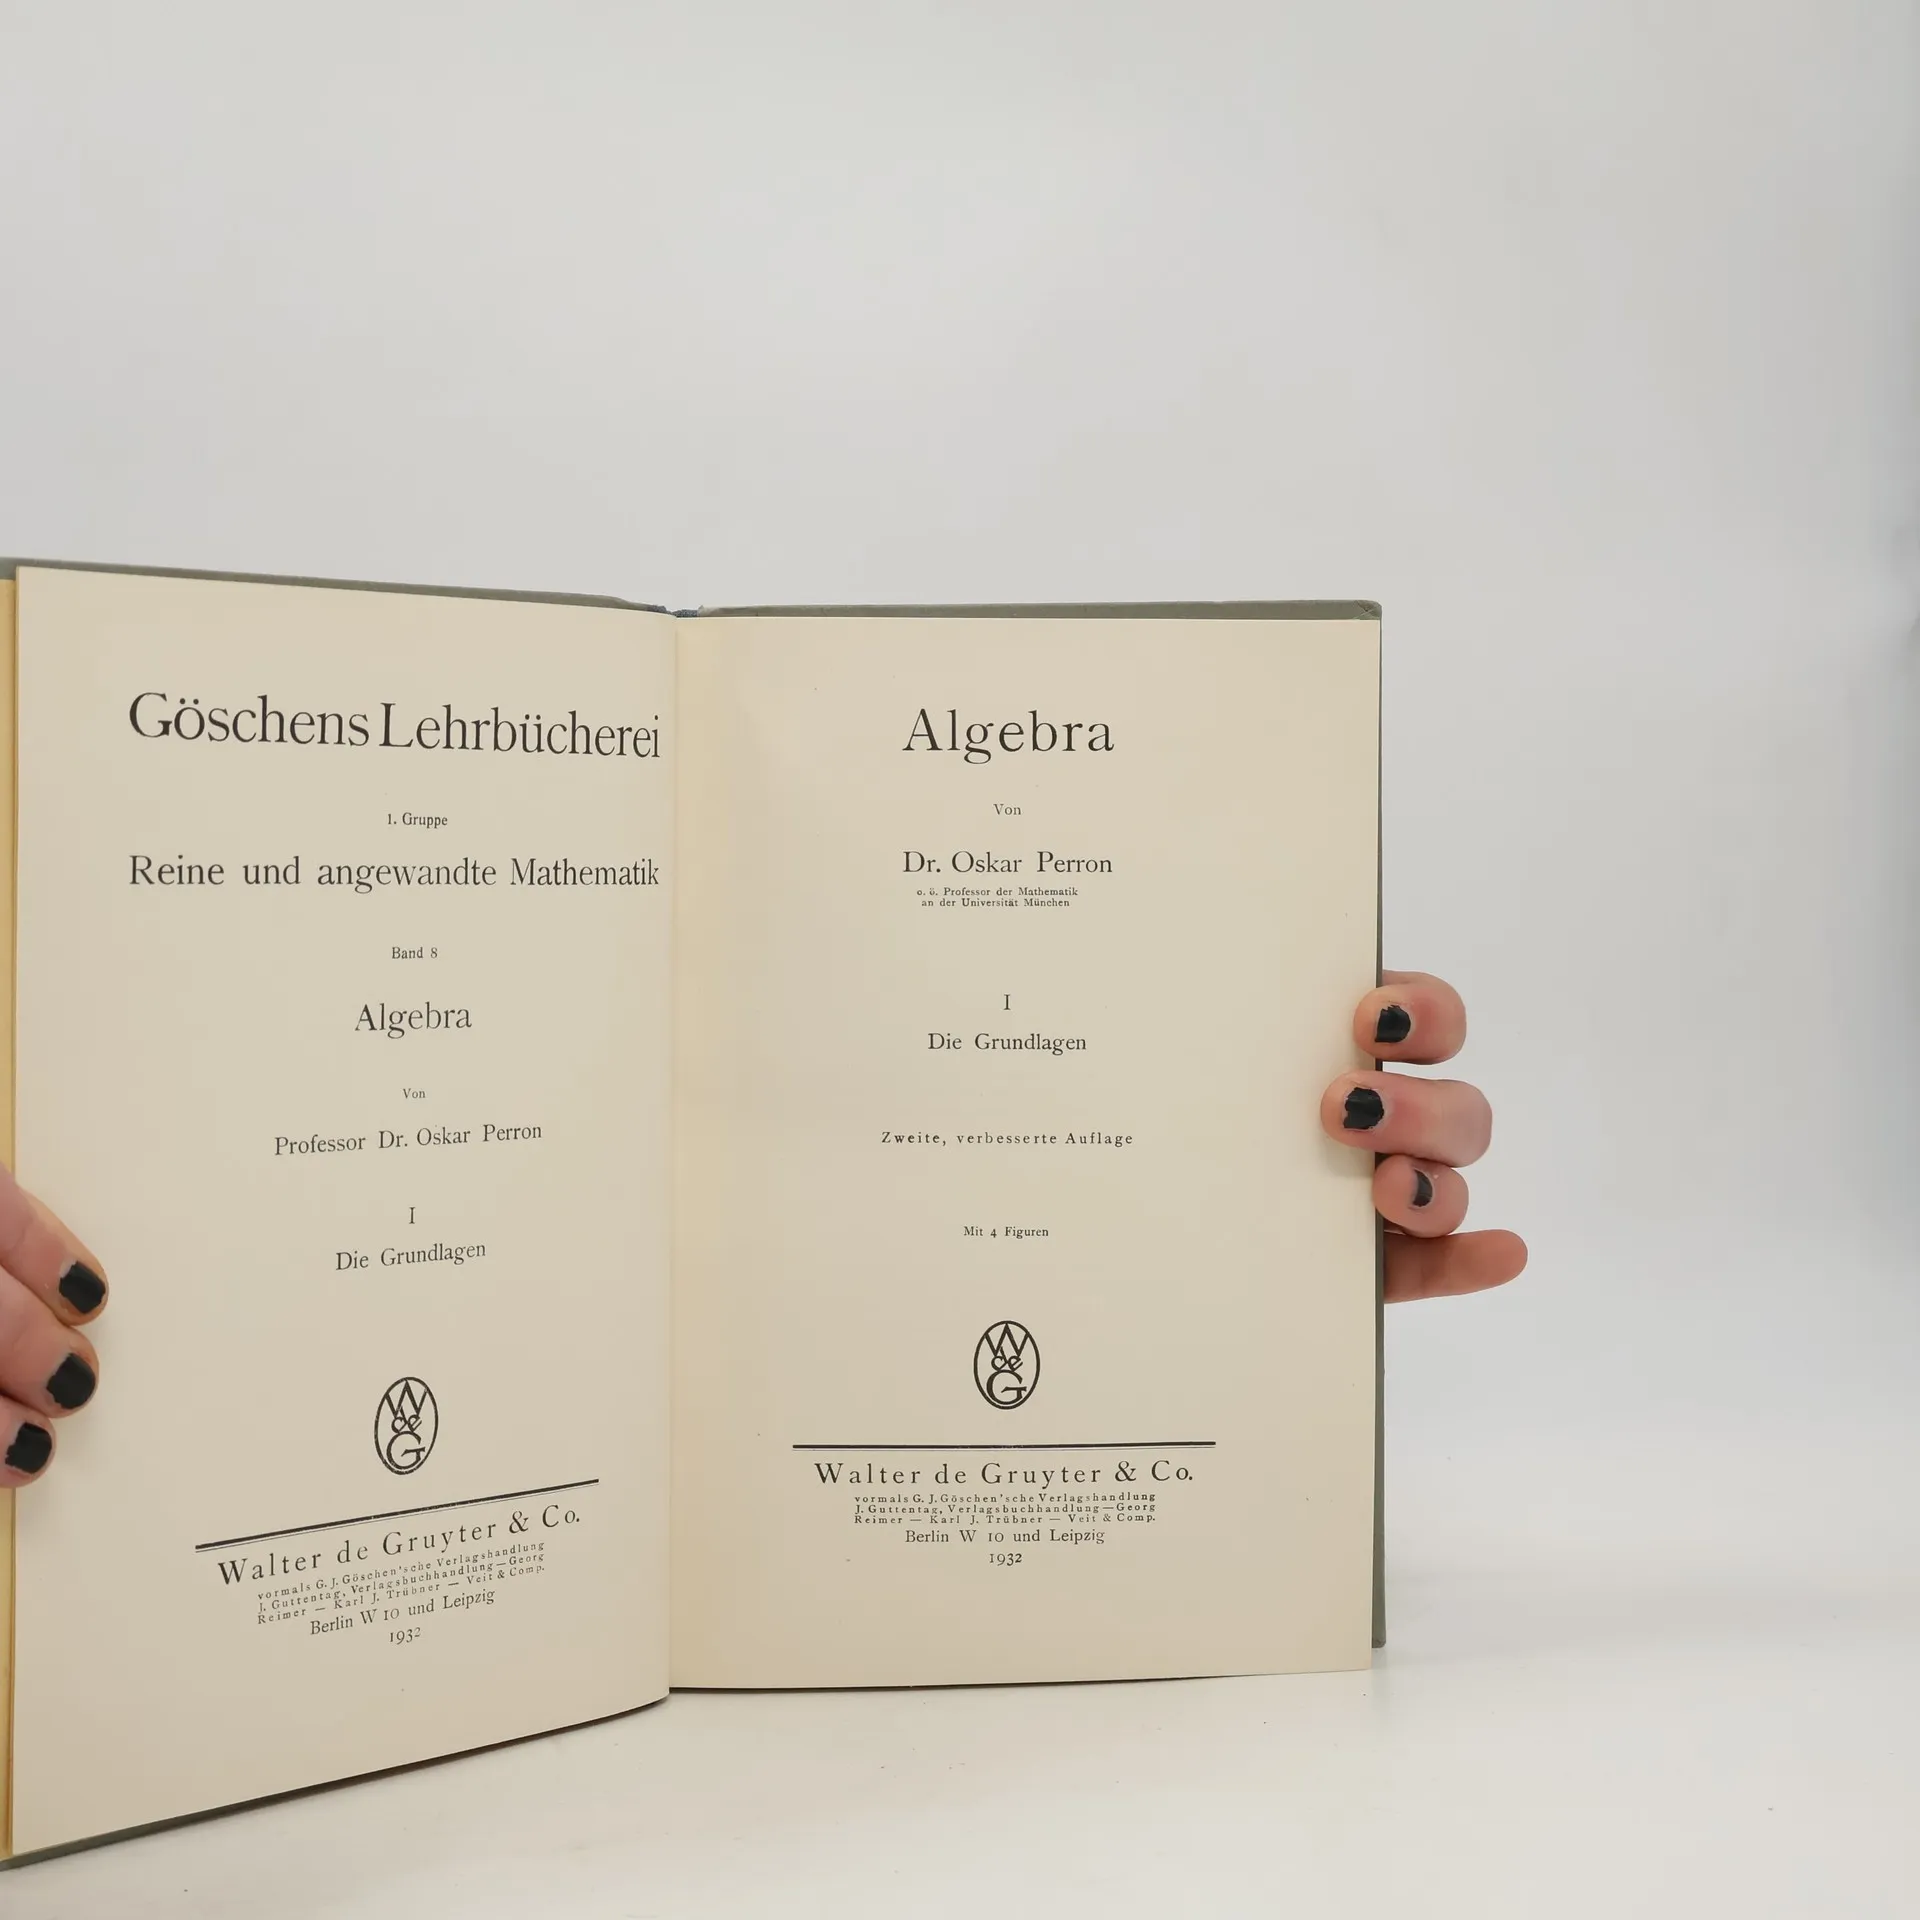 Göschens Lehrbücherei
1. Gruppe
Reine und angewandte Mathematik
Band 8
Algebra
Von
Professor Dr. Oskar Perron
I
Die Grundlagen
W
de
G
Walter de Gruyter & Co.
vormals G. J. Göschen'sche Verlagshandlung
J. Guttentag, Verlagsbuchhandlung — Georg
Reimer — Karl J. Trübner — Veit & Comp.
Berlin W 10 und Leipzig
1932
Algebra
Von
Dr. Oskar Perron
o. ö. Professor der Mathematik
an der Universität München
I
Die Grundlagen
Zweite, verbesserte Auflage
Mit 4 Figuren
W
de
G
Walter de Gruyter & Co.
vormals G. J. Göschen'sche Verlagshandlung
J. Guttentag, Verlagsbuchhandlung — Georg
Reimer — Karl J. Trübner — Veit & Comp.
Berlin W 10 und Leipzig
1932